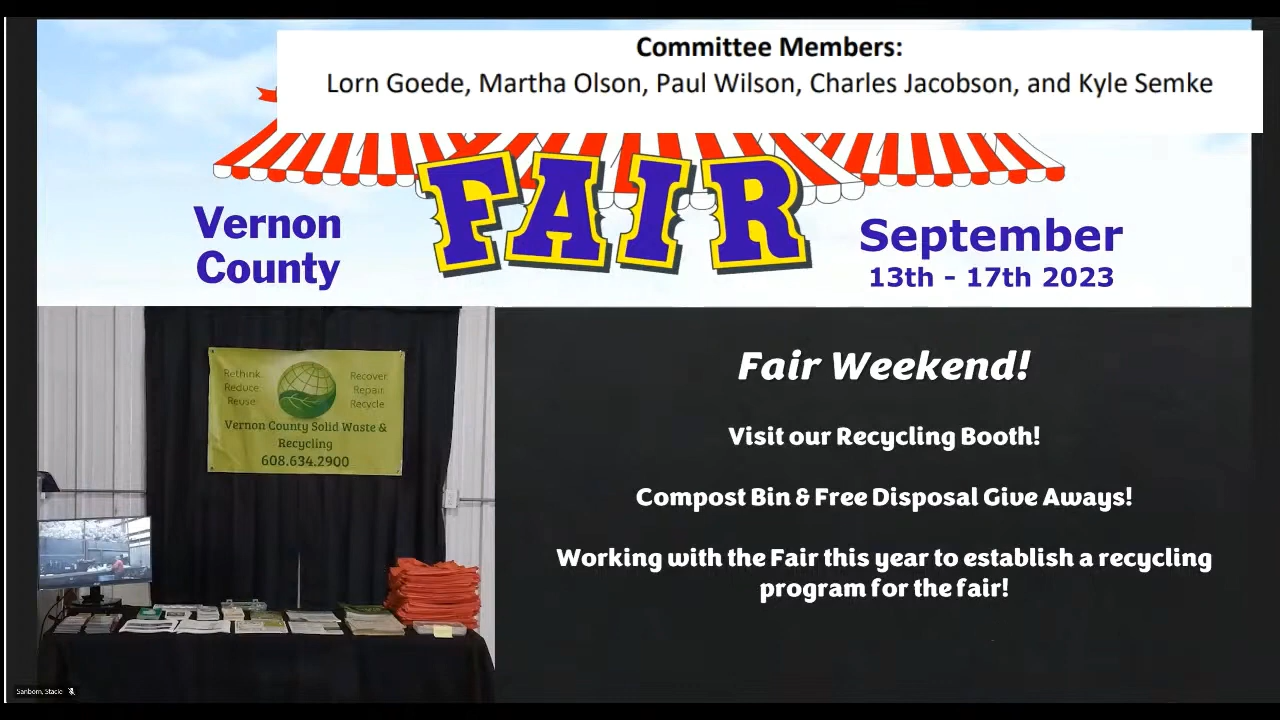 Committee Members:
Lorn Goede, Martha Olson, Paul Wilson, Charles Jacobson, and Kyle Semke
FAIR
Vernon
County
September
13th - 17th 2023
Rethink
Reduce
Reuse
Recover
Repair
Recycle
Vernon County Solid Waste &
Recycling
608.634.2900
Fair Weekend!
Visit our Recycling Booth!
Compost Bin & Free Disposal Give Aways!
Working with the Fair this year to establish a recycling
program for the fair!
Sanborn, Stacie